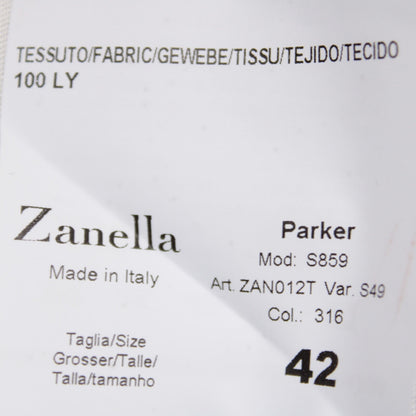 TESSUTO/FABRIC/GEWEBE/TISSU/TEJIDO/TECIDO
100 LY
Zanella
Made in Italy
Parker
Mod: S859
Art. ZAN012T Var. S49
Col.: 316
Taglia/Size
Grosser/Talle/
Talla/tamanho
42